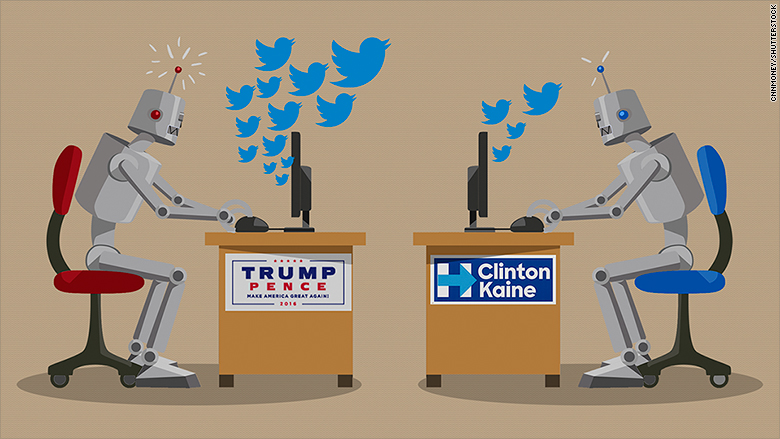 CNNMONEY/SHUTTERSTOCK
TRUMP
PENCE
MAKE AMERICA GREAT AGAIN!
2016
H Clinton
Kaine